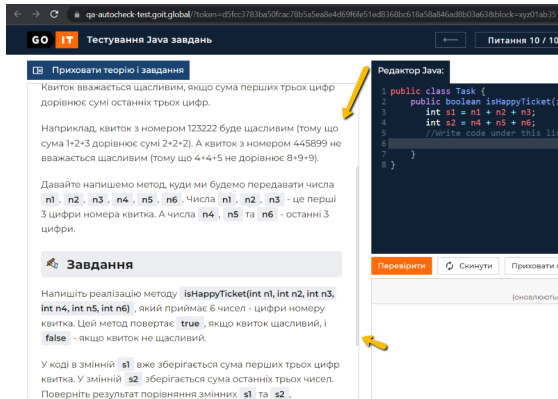 qa-autocheck-test.goit.global/?token=d5fcc3783ba50fcac78b5a5ea8e4d69f6fe51ed8368bc618a58a846ad8b03a63&block=xyz01ab35
GO IT Тестування Java завдань
Питання 10 / 10
Приховати теорію і завдання
Квиток вважається щасливим, якщо сума перших трьох цифр
дорівнює сумі останніх трьох цифр.
Наприклад, квиток з номером 123222 буде щасливим (тому що
сума 1+2+3 дорівнює сумі 2+2+2). А квиток з номером 445899 не
вважається щасливим (тому що 4+4+5 не дорівнює 8+9+9).
Давайте напишемо метод, куди ми будемо передавати числа
n1 , n2 , n3 , n4 , n5 , n6 . Числа n1 , n2 , n3 - це перші
3 цифри номера квитка. А числа n4 , n5 та n6 - останні 3
цифри.
Завдання
Напишіть реалізацію методу isHappyTicket(int n1, int n2, int n3,
int n4, int n5, int n6) , який приймає 6 чисел - цифри номеру
квитка. Цей метод повертає true , якщо квиток щасливий, і
false - якщо квиток не щасливий.
У коді в змінній s1 вже зберігається сума перших трьох цифр
квитка. У змінній s2 зберігається сума останніх трьох чисел.
Поверніть результат порівняння змінних s1 та s2 ,
Редактор Java:
1 public class Task {
2 public boolean isHappyTicket(
3 int s1 = n1 + n2 + n3;
4 int s2 = n4 + n5 + n6;
5 //Write code under this lin
6
7 }
8 }
Перевірити Скинути Приховати
(оновлюють